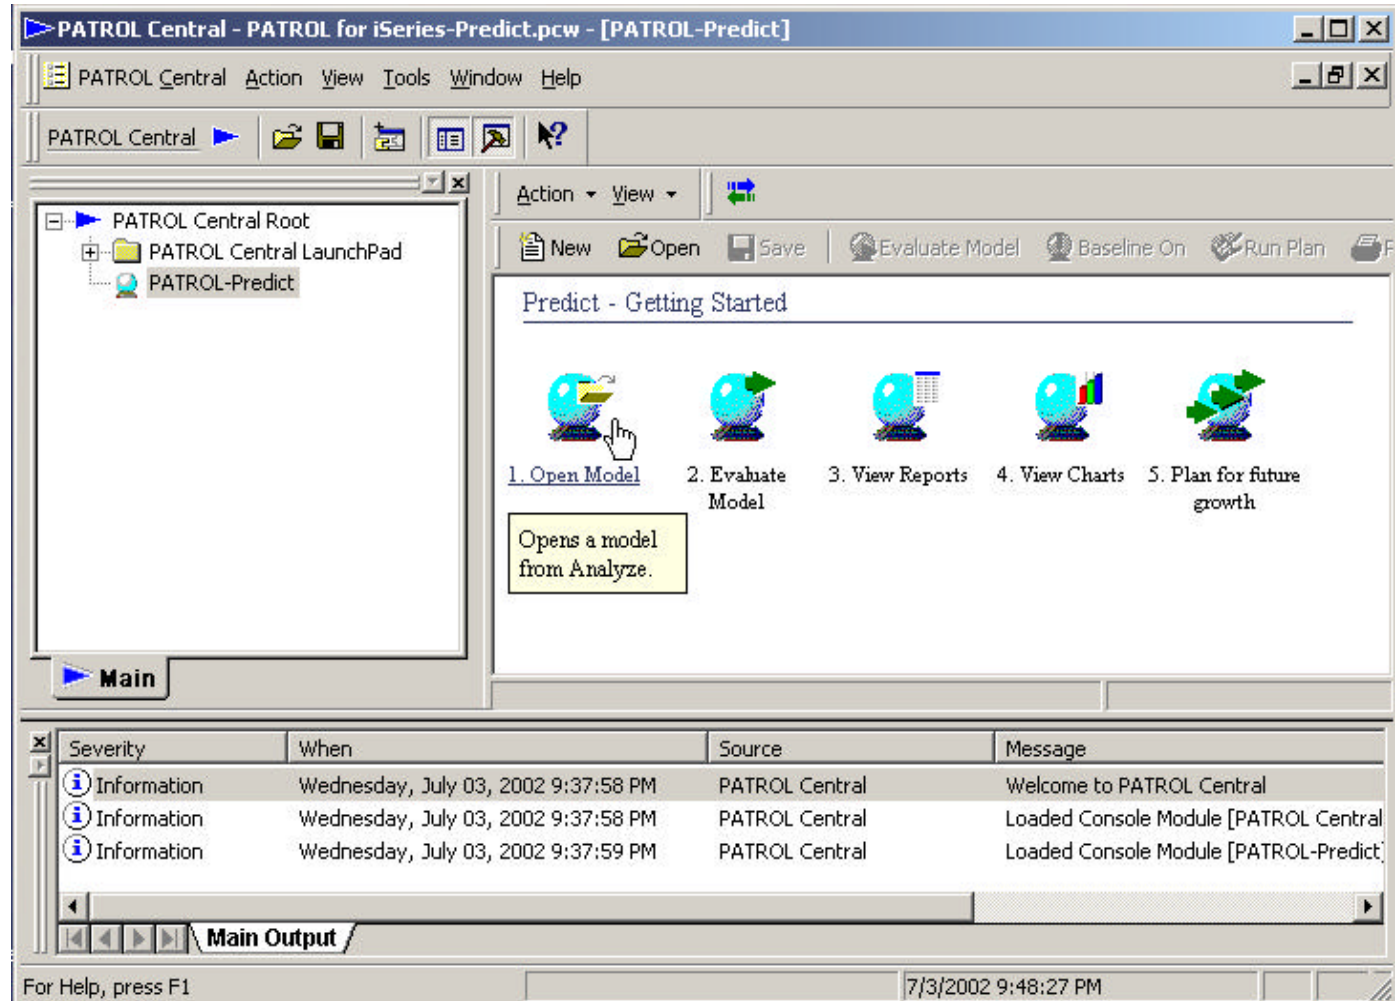 PATROL Central - PATROL for iSeries-Predict.pcw - [PATROL-Predict]
PATROL Central Action View Tools Window Help
PATROL Central
PATROL Central Root
PATROL Central LaunchPad
PATROL-Predict
Main
Action View
New Open Save Evaluate Model Baseline On Run Plan
Predict - Getting Started
1. Open Model
2. Evaluate
Model
3. View Reports
4. View Charts
5. Plan for future
growth
Opens a model
from Analyze.
Severity When Source Message
Information Wednesday, July 03, 2002 9:37:58 PM PATROL Central Welcome to PATROL Central
Information Wednesday, July 03, 2002 9:37:58 PM PATROL Central Loaded Console Module [PATROL Central
Information Wednesday, July 03, 2002 9:37:59 PM PATROL Central Loaded Console Module [PATROL-Predict]
Main Output
For Help, press F1 7/3/2002 9:48:27 PM